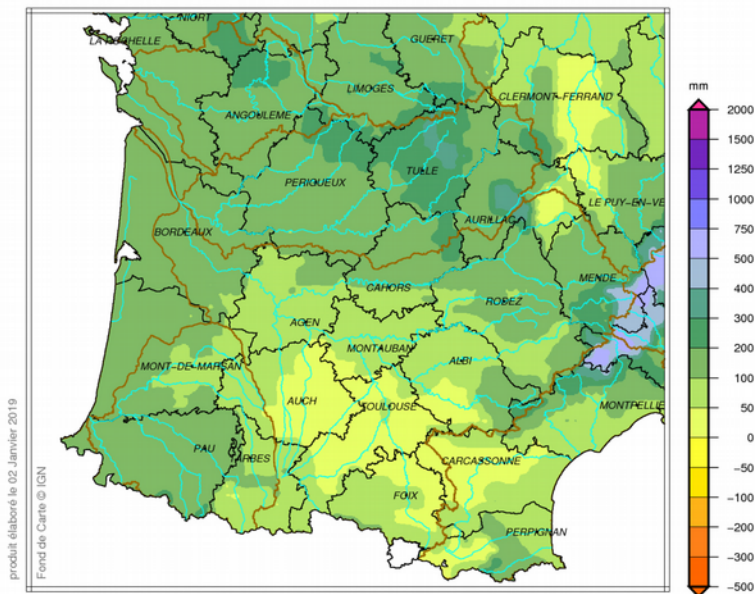 NIORT
LA ROCHELLE
GUERET
LIMOGES
CLERMONT-FERRAND
ANGOULEME
TULLE
PERIGUEUX
LE PUY-EN-VE
AURILLAC
BORDEAUX
MENDE
CAHORS
RODEZ
AGEN
MONTAUBAN
ALBI
MONT-DE-MARSAN
AUCH
TOULOUSE
MONTPELLIE
PAU
TARBES
CARCASSONNE
FOIX
PERPIGNAN
mm
2000
1500
1250
1000
750
500
400
300
200
100
50
0
-50
-100
-200
-300
-500
produit élaboré le 02 Janvier 2019
Fond de Carte © IGN